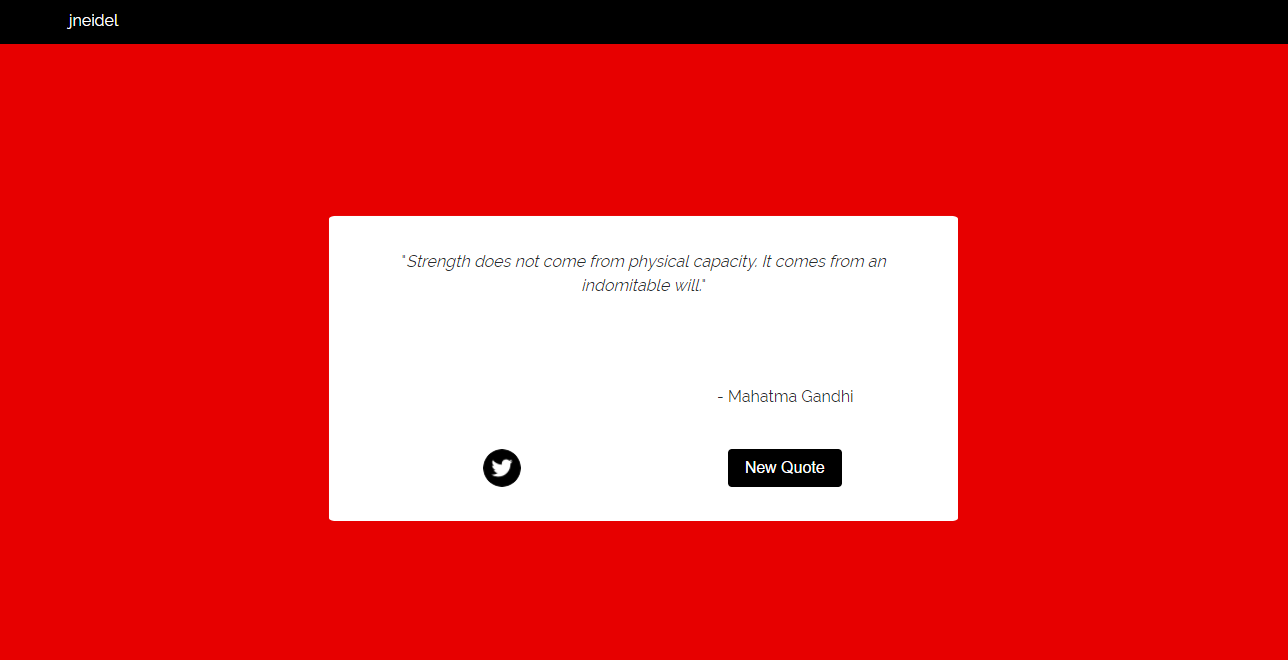 jneidel
"Strength does not come from physical capacity. It comes from an
indomitable will."
- Mahatma Gandhi
New Quote